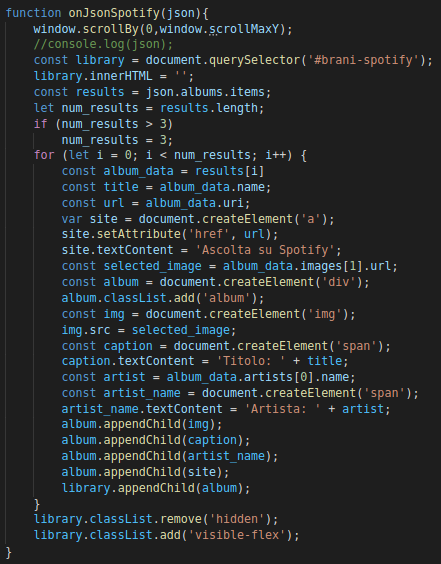 function onJsonSpotify(json){
    window.scrollBy(0,window.scrollMaxY);
    //console.log(json);
    const library = document.querySelector('#brani-spotify');
    library.innerHTML = '';
    const results = json.albums.items;
    let num_results = results.length;
    if (num_results > 3)
        num_results = 3;
    for (let i = 0; i < num_results; i++) {
        const album_data = results[i]
        const title = album_data.name;
        const url = album_data.uri;
        var site = document.createElement('a');
        site.setAttribute('href', url);
        site.textContent = 'Ascolta su Spotify';
        const selected_image = album_data.images[1].url;
        const album = document.createElement('div');
        album.classList.add('album');
        const img = document.createElement('img');
        img.src = selected_image;
        const caption = document.createElement('span');
        caption.textContent = 'Titolo: ' + title;
        const artist = album_data.artists[0].name;
        const artist_name = document.createElement('span');
        artist_name.textContent = 'Artista: ' + artist;
        album.appendChild(img);
        album.appendChild(caption);
        album.appendChild(artist_name);
        album.appendChild(site);
        library.appendChild(album);
    }
    library.classList.remove('hidden');
    library.classList.add('visible-flex');
}